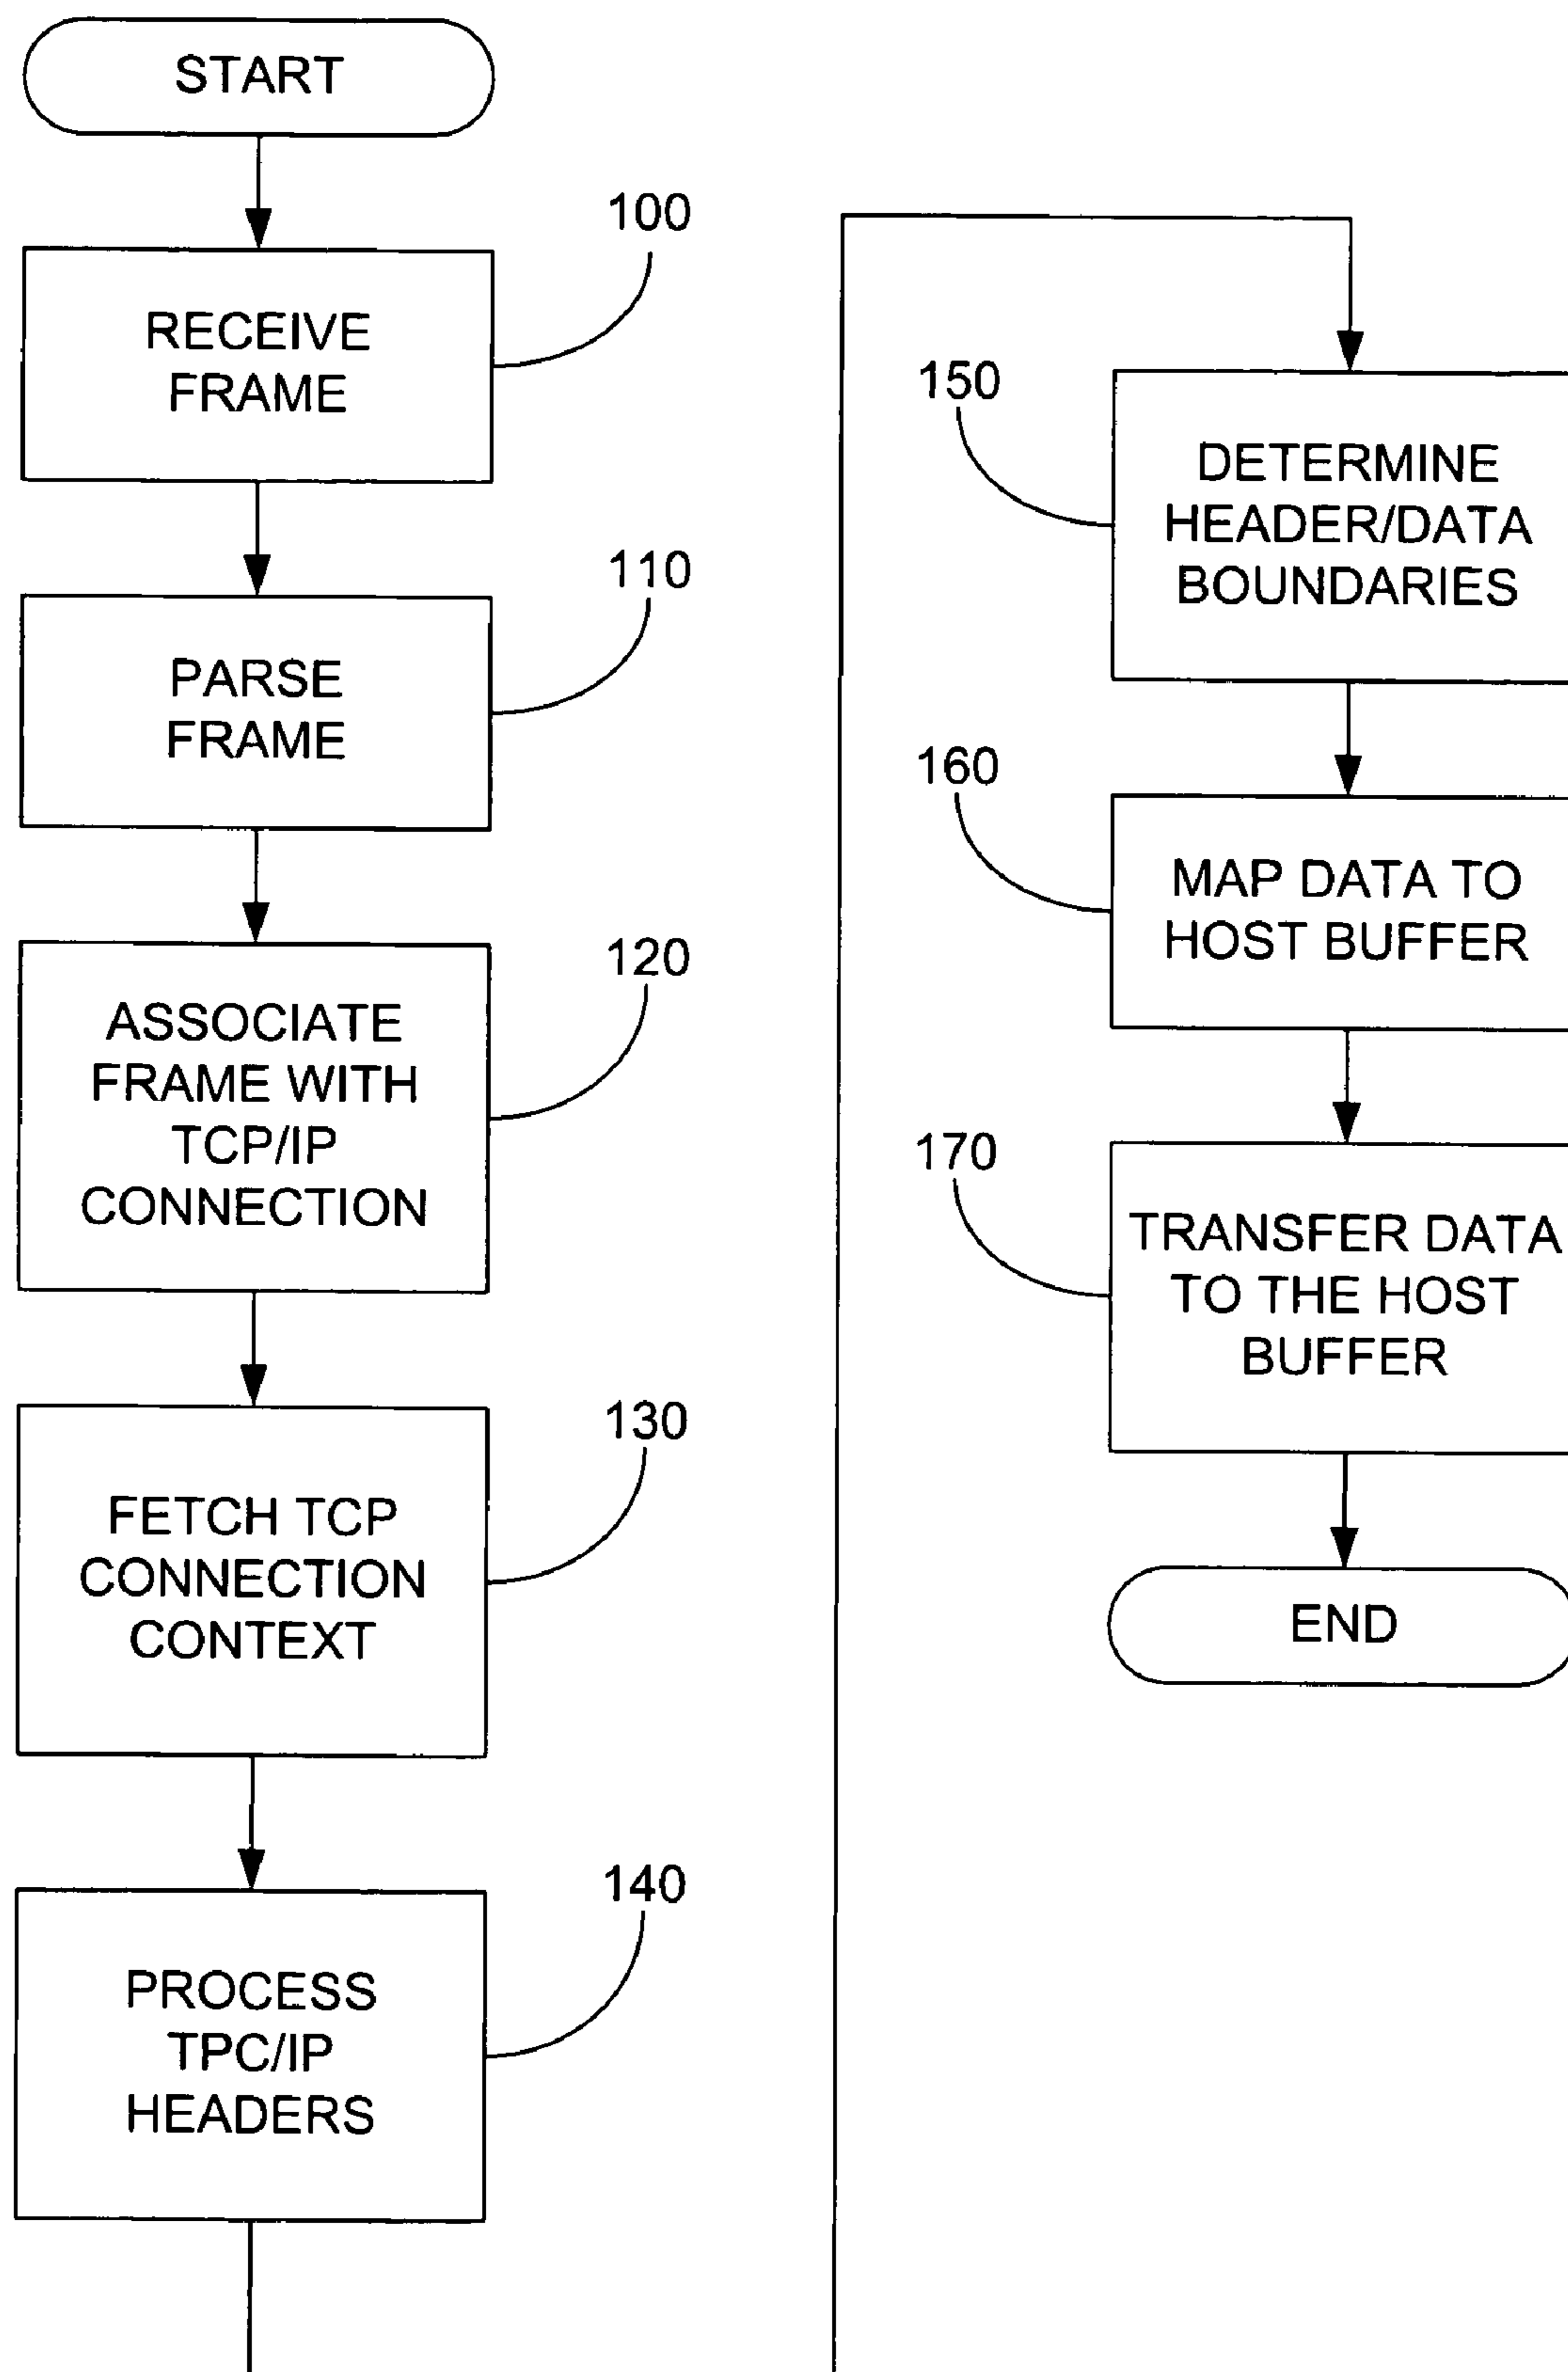 START
100
RECEIVE
FRAME
110
PARSE
FRAME
120
ASSOCIATE
FRAME WITH
TCP/IP
CONNECTION
130
FETCH TCP
CONNECTION
CONTEXT
140
PROCESS
TPC/IP
HEADERS
150
DETERMINE
HEADER/DATA
BOUNDARIES
160
MAP DATA TO
HOST BUFFER
170
TRANSFER DATA
TO THE HOST
BUFFER
END